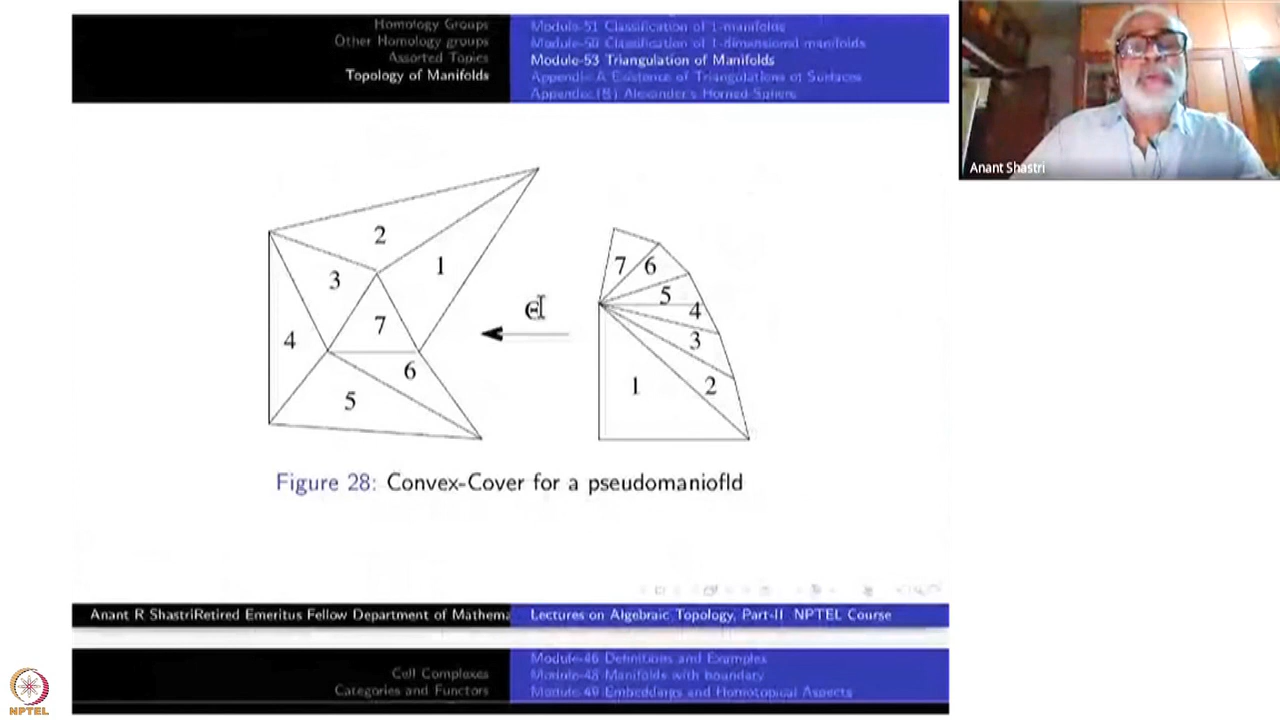 Homology Groups
Other Homology groups
Assorted Topics
Topology of Manifolds
Module-51 Classification of 1-manifolds
Module-50 Classification of 1-dimensional manifolds
Module-53 Triangulation of Manifolds
Appendix A Existence of Triangulations of Surfaces
Appendix (B) Alexander's Horned Sphere
Anant Shastri
2
3
1
7
4
6
5
Θ
7 6
5
4
3
1
2
Figure 28: Convex-Cover for a pseudomaniofld
Anant R ShastriRetired Emeritus Fellow Department of Mathema
Lectures on Algebraic Topology, Part-II NPTEL Course
Cell Complexes
Categories and Functors
Module-46 Definitions and Examples
Module-48 Manifolds with boundary
Module-49 Embeddings and Homotopical Aspects
NPTEL